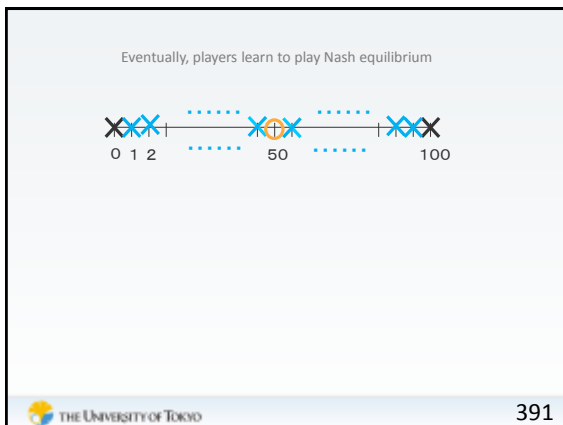 Eventually, players learn to play Nash equilibrium
0 1 2 50 100
THE UNIVERSITY OF TOKYO
391